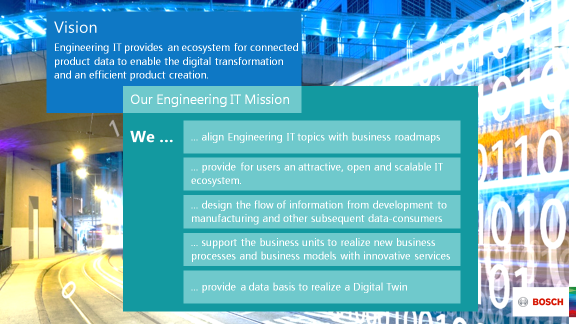 Vision
Engineering IT provides an ecosystem for connected
product data to enable the digital transformation
and an efficient product creation.
Our Engineering IT Mission
We ...
... align Engineering IT topics with business roadmaps
... provide for users an attractive, open and scalable IT
ecosystem.
... design the flow of information from development to
manufacturing and other subsequent data-consumers
... support the business units to realize new business
processes and business models with innovative services
... provide a data basis to realize a Digital Twin
BOSCH